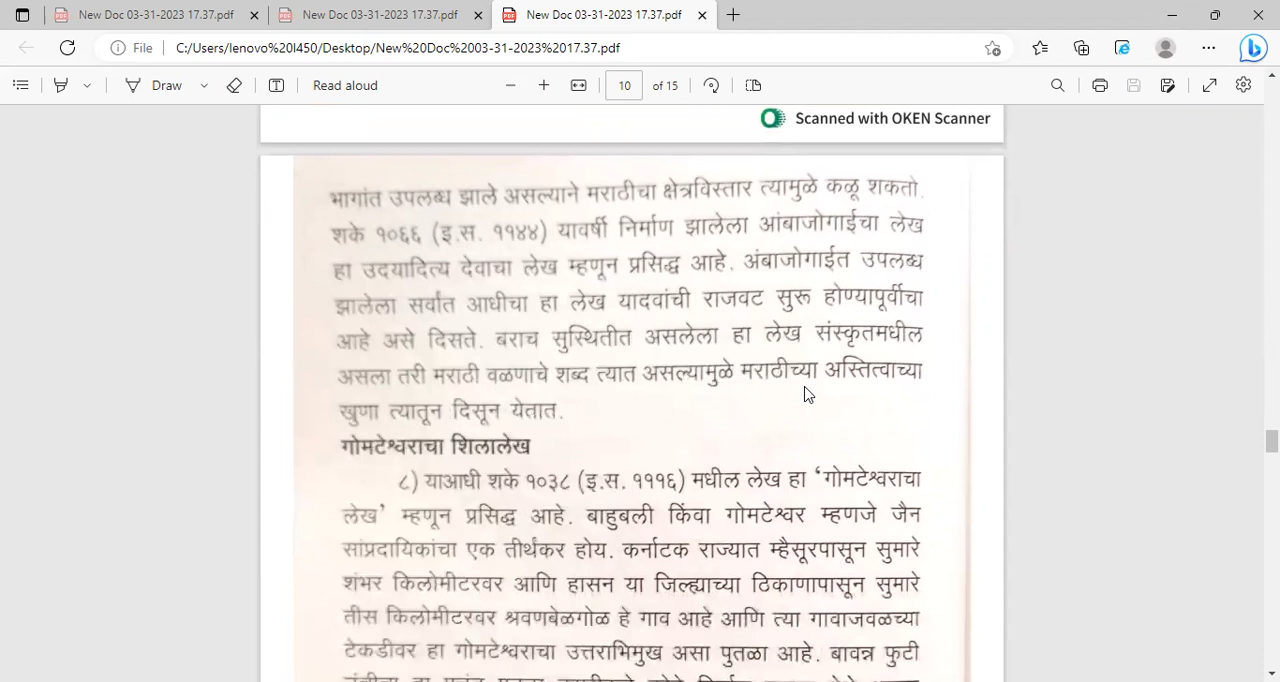 New Doc 03-31-2023 17.37.pdf
New Doc 03-31-2023 17.37.pdf
New Doc 03-31-2023 17.37.pdf
File
C:/Users/lenovo%20l450/Desktop/New%20Doc%2003-31-2023%2017.37.pdf
Draw
Read aloud
10 of 15
Scanned with OKEN Scanner
भागांत उपलब्ध झाले असल्याने मराठीचा क्षेत्रविस्तार त्यामुळे कळू शकतो.
शके १०६६ (इ.स. ११४४) यावर्षी निर्माण झालेला आंबाजोगाईचा लेख
हा उदयादित्य देवाचा लेख म्हणून प्रसिद्ध आहे. अंबाजोगाईत उपलब्ध
झालेला सर्वात आधीचा हा लेख यादवांची राजवट सुरू होण्यापूर्वीचा
आहे असे दिसते. बराच सुस्थितीत असलेला हा लेख संस्कृतमधील
असला तरी मराठी वळणाचे शब्द त्यात असल्यामुळे मराठीच्या अस्तित्वाच्या
खुणा त्यातून दिसून येतात.
गोमटेश्वराचा शिलालेख
८) याआधी शके १०३८ (इ.स. १११६) मधील लेख हा ‘गोमटेश्वराचा
लेख’ म्हणून प्रसिद्ध आहे. बाहुबली किंवा गोमटेश्वर म्हणजे जैन
सांप्रदायिकांचा एक तीर्थंकर होय. कर्नाटक राज्यात म्हैसूरपासून सुमारे
शंभर किलोमीटरवर आणि हासन या जिल्ह्याच्या ठिकाणापासून सुमारे
तीस किलोमीटरवर श्रवणबेळगोळ हे गाव आहे आणि त्या गावाजवळच्या
टेकडीवर हा गोमटेश्वराचा उत्तराभिमुख असा पुतळा आहे. बावन्न फुटी